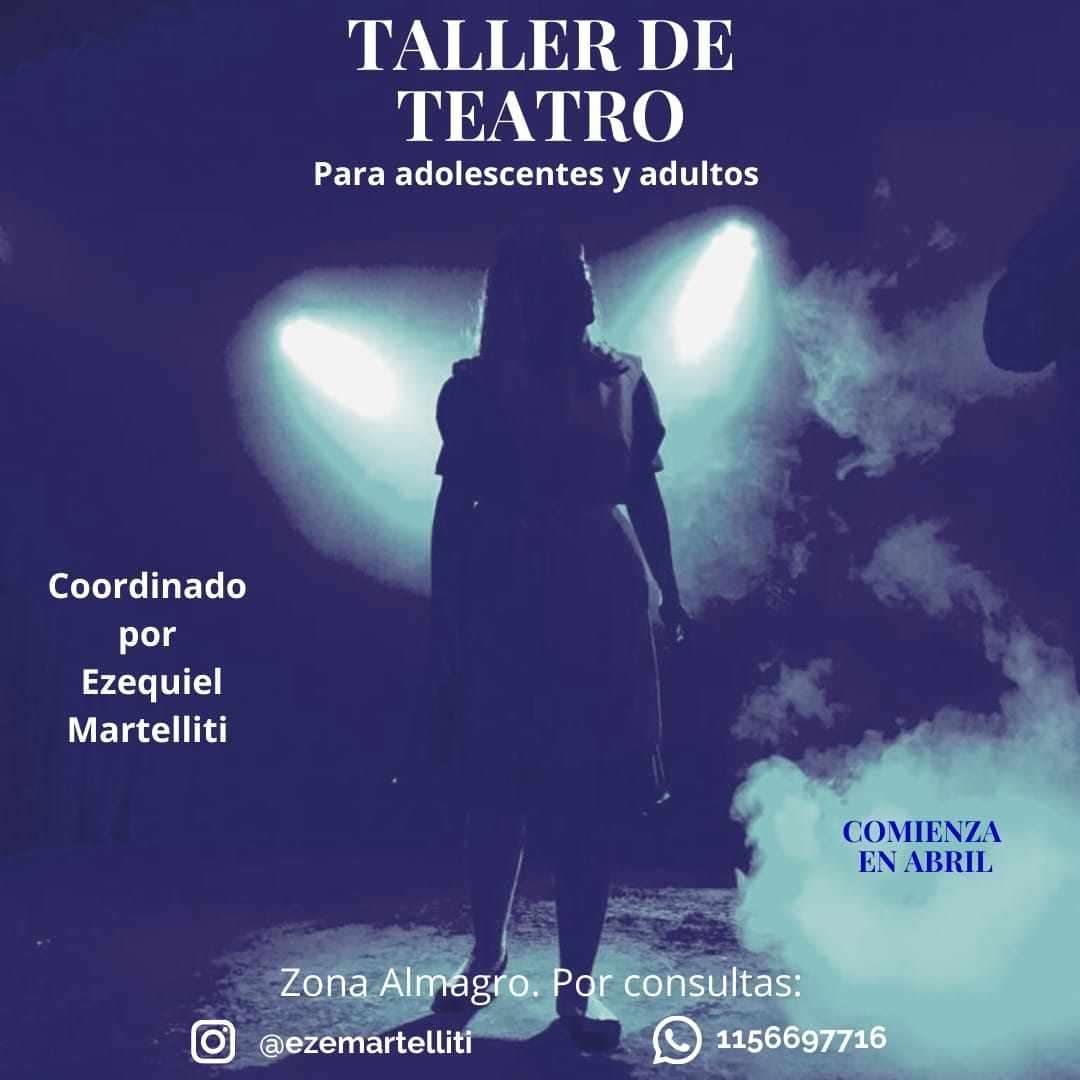 TALLER DE
TEATRO
Para adolescentes y adultos
Coordinado
por
Ezequiel
Martelliti
COMIENZA
EN ABRIL
Zona Almagro. Por consultas:
@ezemartelliti
1156697716